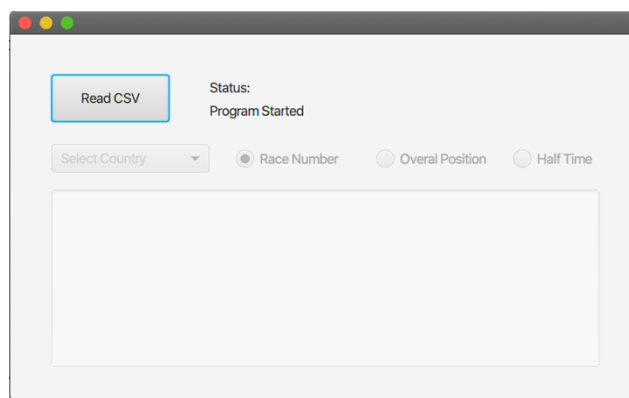 Read CSV
Status:
Program Started
Select Country
Race Number
Overal Position
Half Time